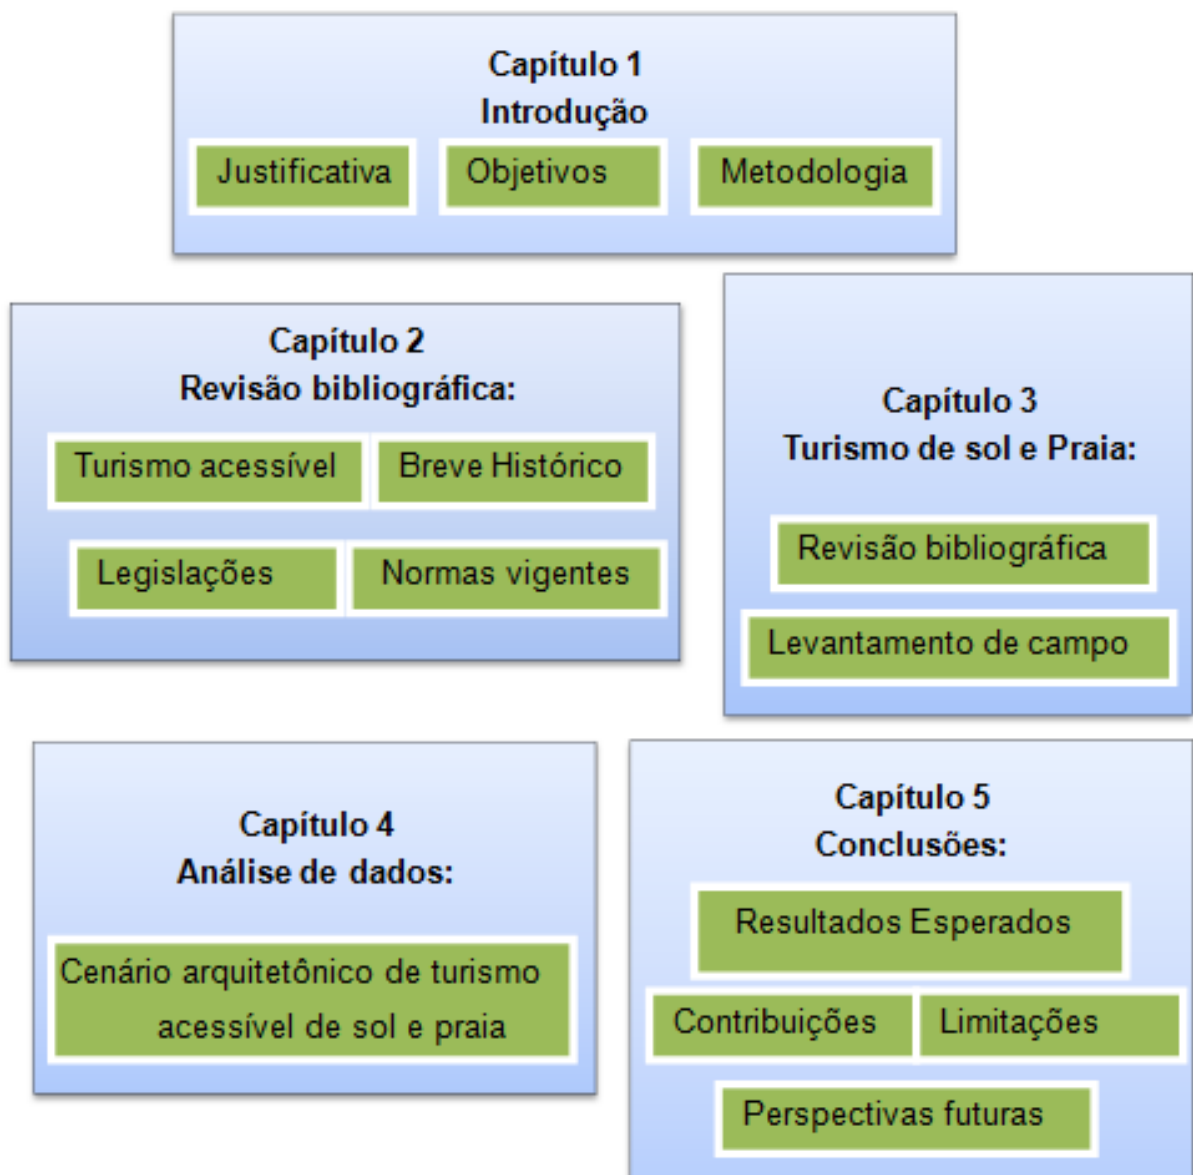 Capítulo 1
Introdução
Justificativa
Objetivos
Metodologia
Capítulo 2
Revisão bibliográfica:
Turismo acessível
Breve Histórico
Legislações
Normas vigentes
Capítulo 3
Turismo de sol e Praia:
Revisão bibliográfica
Levantamento de campo
Capítulo 4
Análise de dados:
Cenário arquitetônico de turismo
acessível de sol e praia
Capítulo 5
Conclusões:
Resultados Esperados
Contribuições
Limitações
Perspectivas futuras